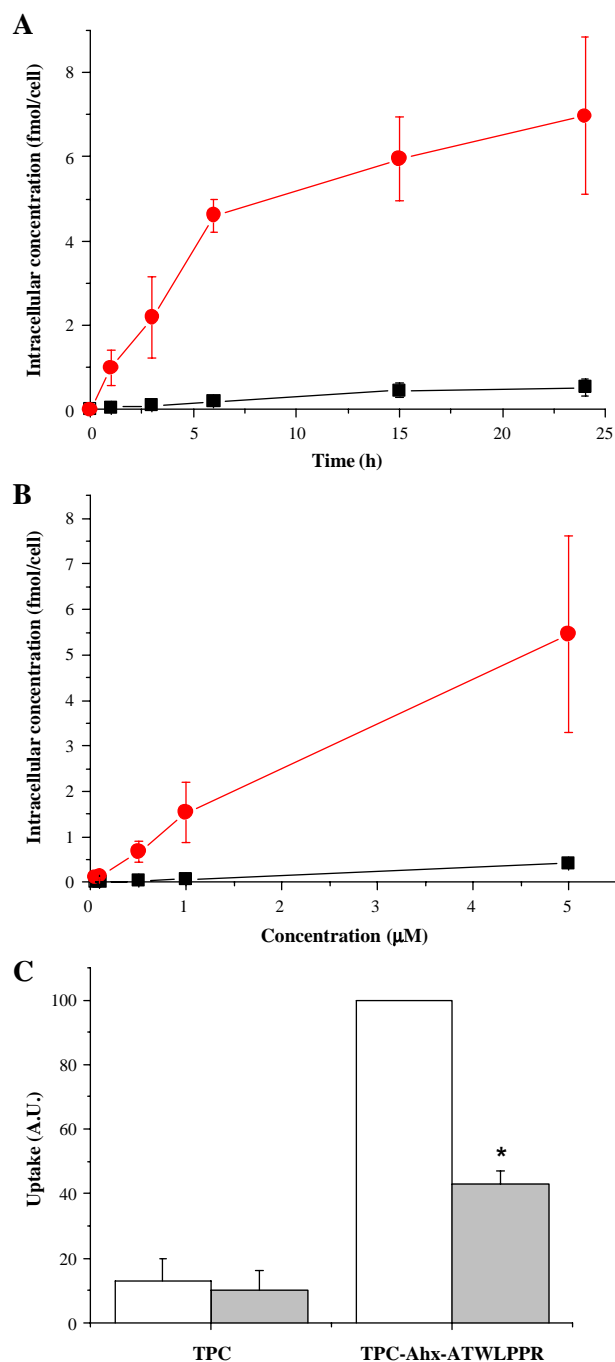 A
Intracellular concentration (fmol/cell)
8
6
4
2
0
0 5 10 15 20 25
Time (h)
B
Intracellular concentration (fmol/cell)
8
7
6
5
4
3
2
1
0
0 1 2 3 4 5
Concentration (µM)
C
Uptake (A.U.)
100
80
60
40
20
0
*
TPC TPC-Ahx-ATWLPPR